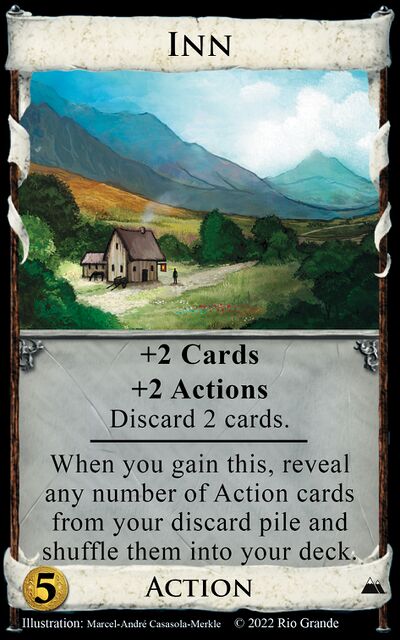 Inn
+2 Cards
+2 Actions
Discard 2 cards.
When you gain this, reveal
any number of Action cards
from your discard pile and
shuffle them into your deck.
5
Action
Illustration: Marcel-André Casasola-Merkle © 2022 Rio Grande